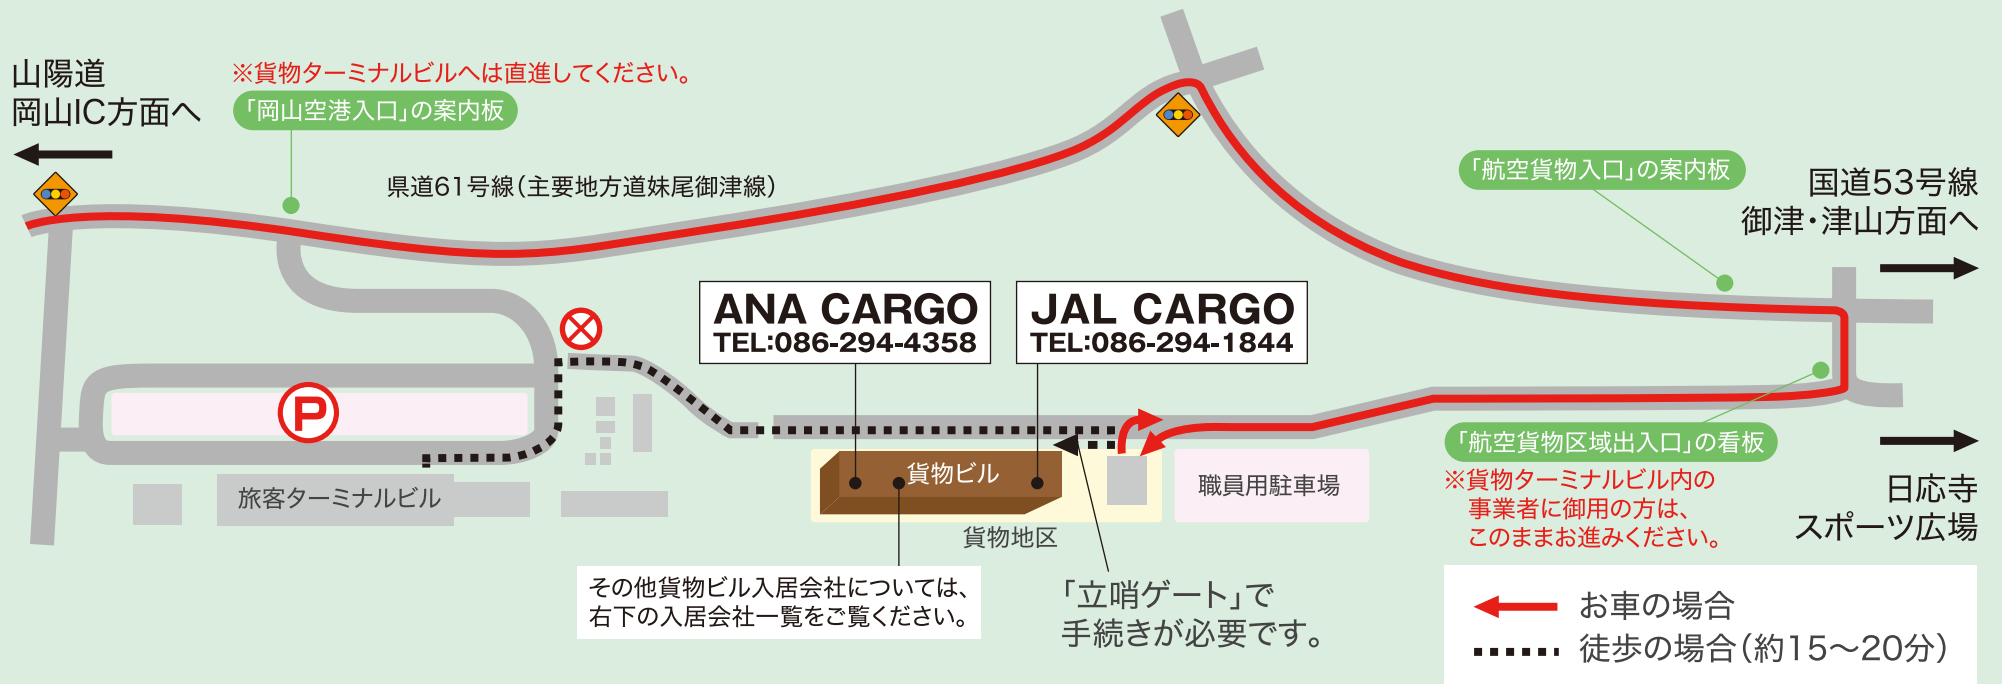 山陽道
岡山IC方面へ
※貨物ターミナルビルへは直進してください。
「岡山空港入口」の案内板
県道61号線（主要地方道妹尾御津線）
「航空貨物入口」の案内板
国道53号線
御津・津山方面へ
ANA CARGO
TEL:086-294-4358
JAL CARGO
TEL:086-294-1844
P
旅客ターミナルビル
貨物ビル
貨物地区
職員用駐車場
「航空貨物区域出入口」の看板
※貨物ターミナルビル内の
事業者に御用の方は、
このままお進みください。
日応寺
スポーツ広場
その他貨物ビル入居会社については、
右下の入居会社一覧をご覧ください。
「立哨ゲート」で
手続きが必要です。
お車の場合
徒歩の場合（約15〜20分）